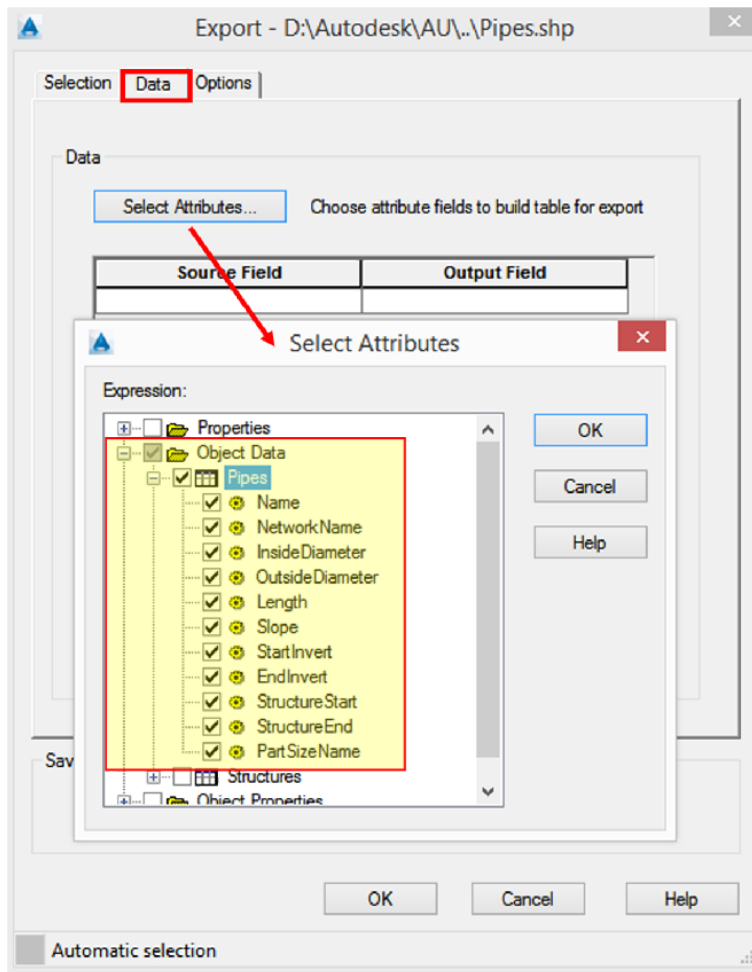 Export - D:\Autodesk\AU\..\Pipes.shp
Selection Data Options
Data
Select Attributes... Choose attribute fields to build table for export
Source Field Output Field
Select Attributes
Expression:
Properties
Object Data
Pipes
Name
NetworkName
InsideDiameter
OutsideDiameter
Length
Slope
StartInvert
EndInvert
StructureStart
StructureEnd
PartSizeName
Structures
Object Properties
OK
Cancel
Help
Sav
OK Cancel Help
Automatic selection